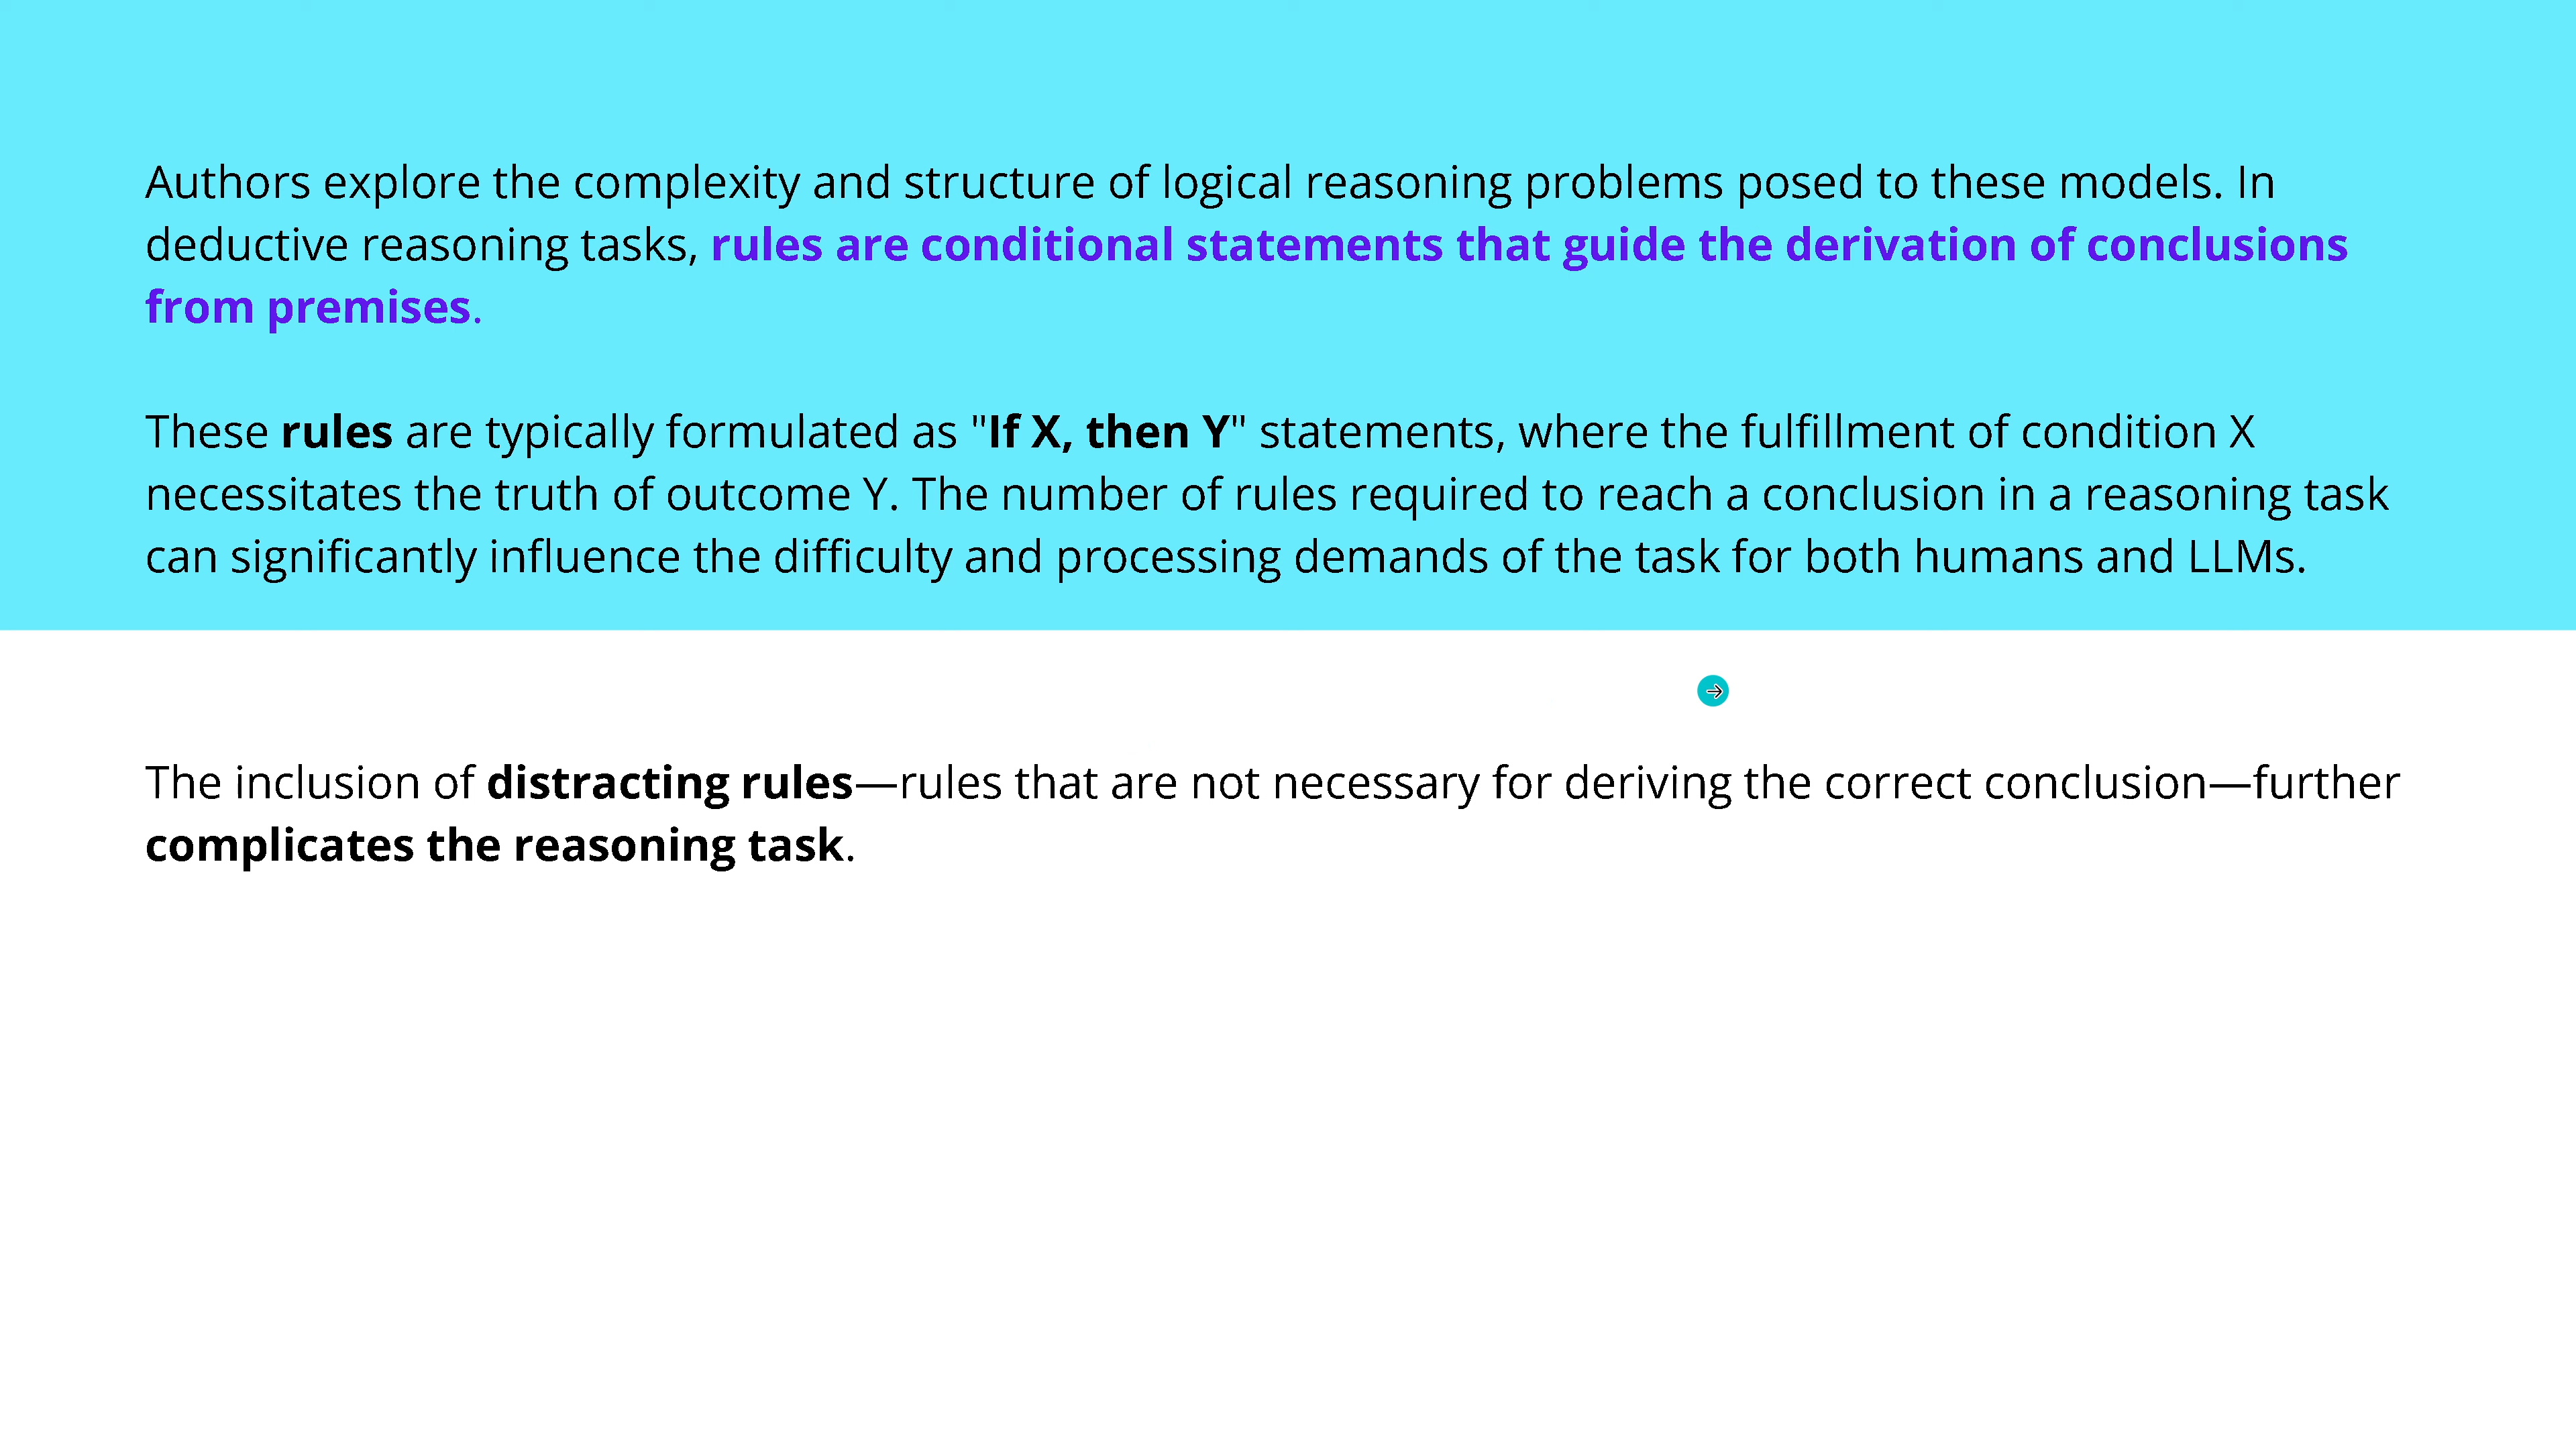 Authors explore the complexity and structure of logical reasoning problems posed to these models. In
deductive reasoning tasks, rules are conditional statements that guide the derivation of conclusions
from premises.
These rules are typically formulated as "If X, then Y" statements, where the fulfillment of condition X
necessitates the truth of outcome Y. The number of rules required to reach a conclusion in a reasoning task
can significantly influence the difficulty and processing demands of the task for both humans and LLMs.
The inclusion of distracting rules—rules that are not necessary for deriving the correct conclusion—further
complicates the reasoning task.